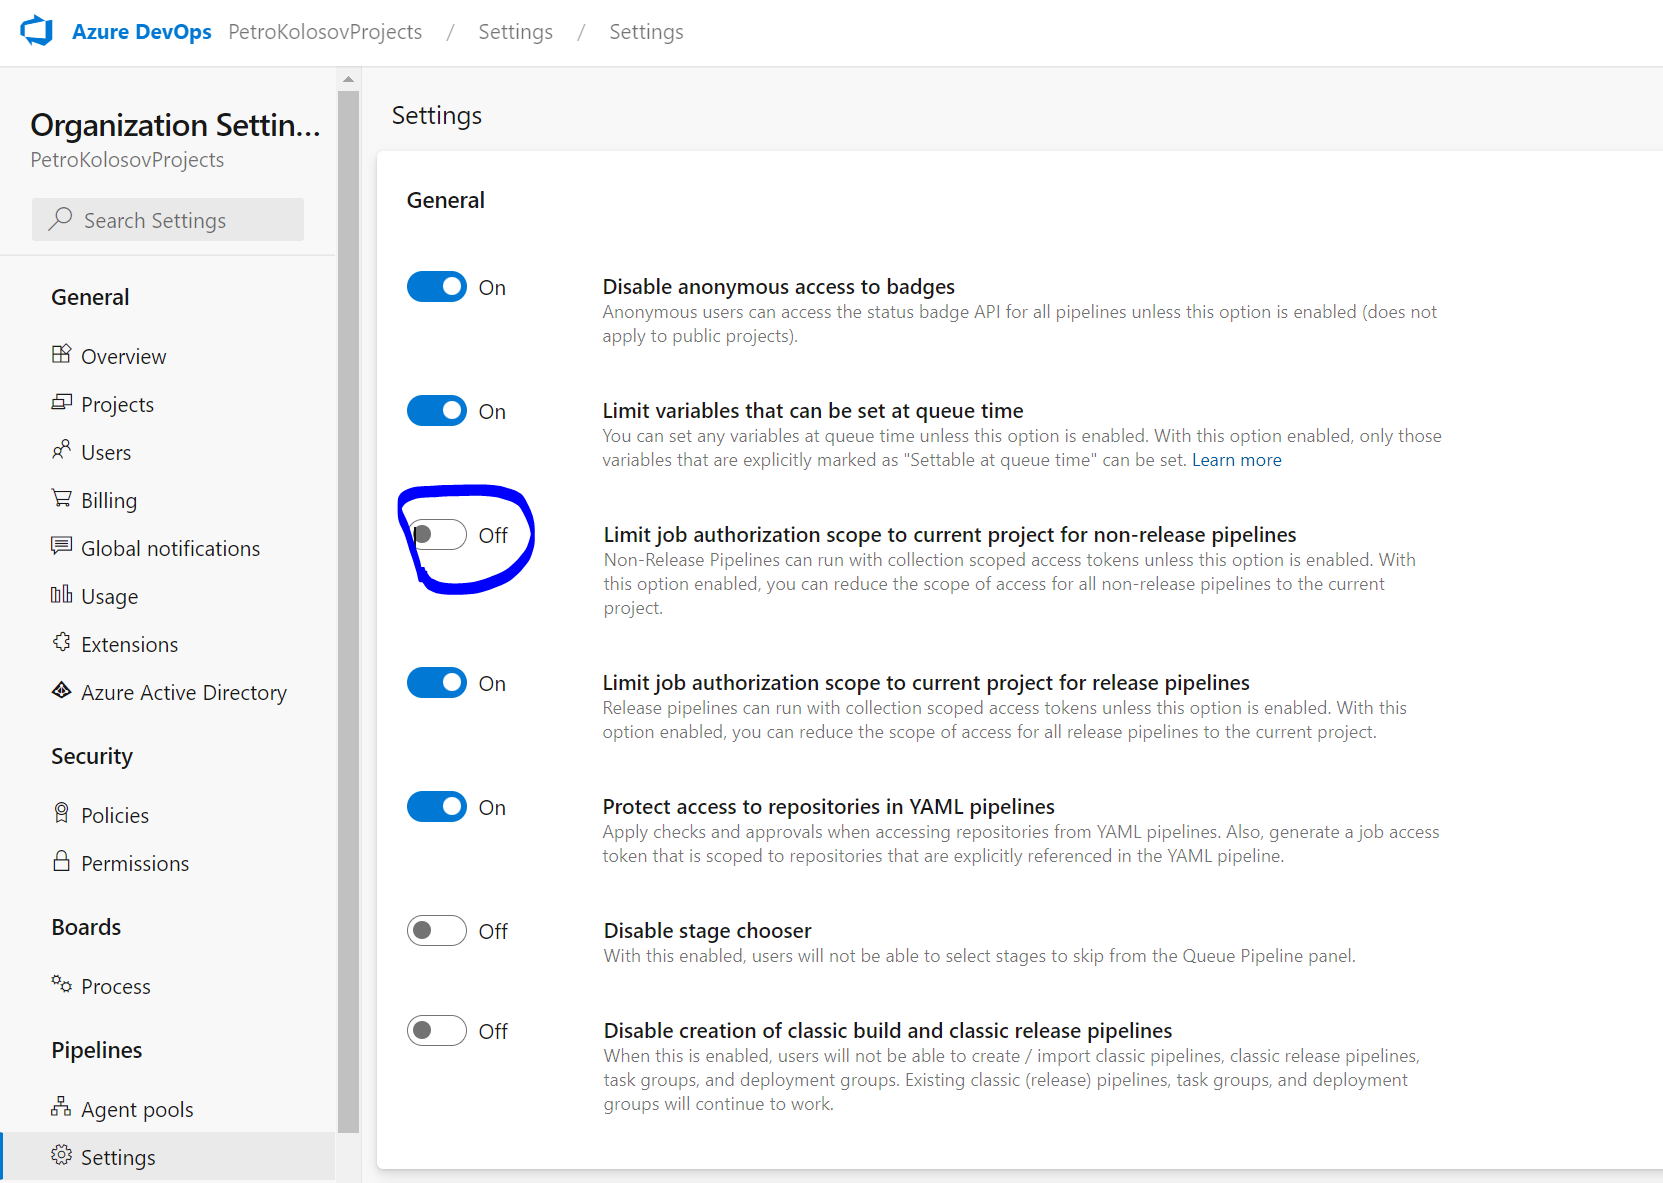 Azure DevOps PetroKolosovProjects / Settings / Settings
Organization Settin...
PetroKolosovProjects
Search Settings
General
Overview
Projects
Users
Billing
Global notifications
Usage
Extensions
Azure Active Directory
Security
Policies
Permissions
Boards
Process
Pipelines
Agent pools
Settings
Settings
General
On
Disable anonymous access to badges
Anonymous users can access the status badge API for all pipelines unless this option is enabled (does not
apply to public projects).
On
Limit variables that can be set at queue time
You can set any variables at queue time unless this option is enabled. With this option enabled, only those
variables that are explicitly marked as "Settable at queue time" can be set. Learn more
Off
Limit job authorization scope to current project for non-release pipelines
Non-Release Pipelines can run with collection scoped access tokens unless this option is enabled. With
this option enabled, you can reduce the scope of access for all non-release pipelines to the current
project.
On
Limit job authorization scope to current project for release pipelines
Release pipelines can run with collection scoped access tokens unless this option is enabled. With this
option enabled, you can reduce the scope of access for all release pipelines to the current project.
On
Protect access to repositories in YAML pipelines
Apply checks and approvals when accessing repositories from YAML pipelines. Also, generate a job access
token that is scoped to repositories that are explicitly referenced in the YAML pipeline.
Off
Disable stage chooser
With this enabled, users will not be able to select stages to skip from the Queue Pipeline panel.
Off
Disable creation of classic build and classic release pipelines
When this is enabled, users will not be able to create / import classic pipelines, classic release pipelines,
task groups, and deployment groups. Existing classic (release) pipelines, task groups, and deployment
groups will continue to work.